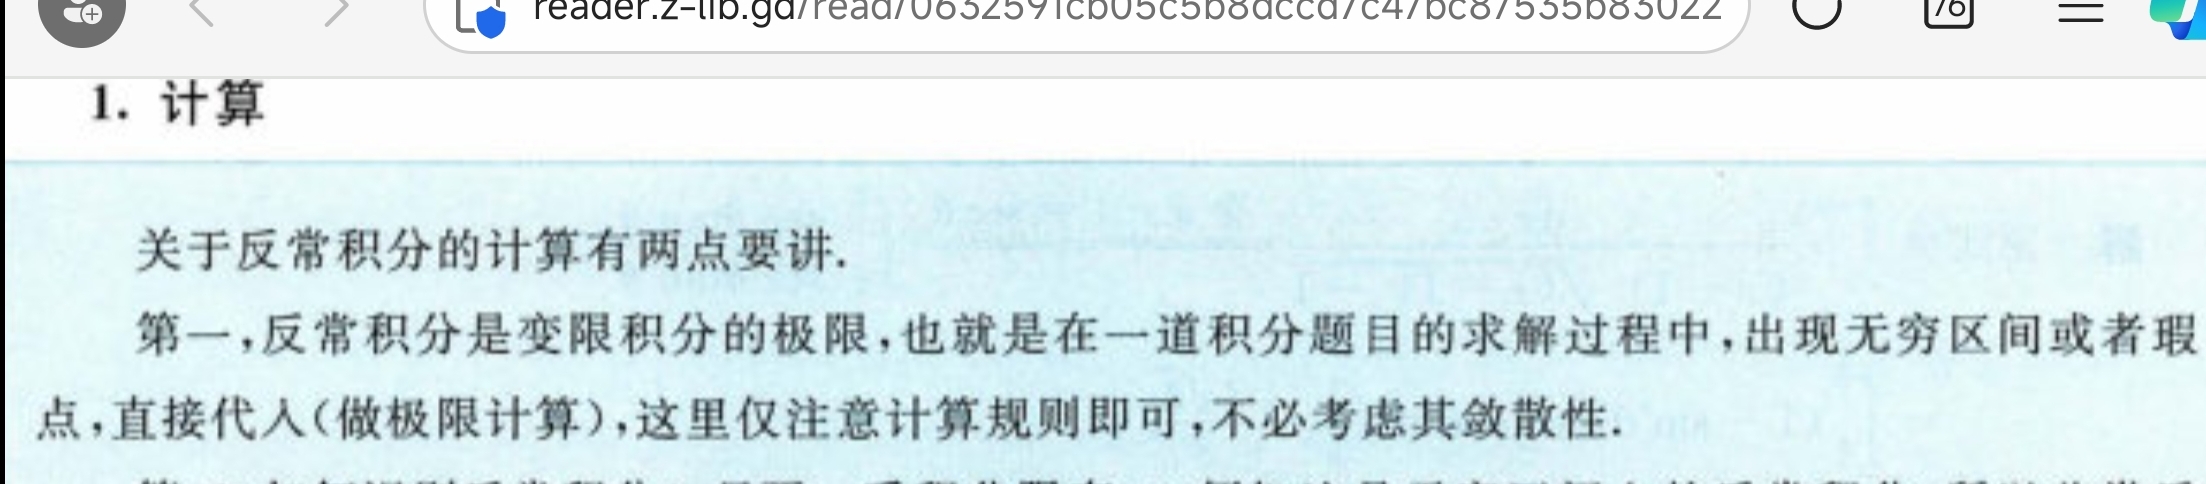 reader.z-lib.gd/read/0632591cb05c5b8dccd7c47bc87535b83022
76
1. 计算
关于反常积分的计算有两点要讲.
第一,反常积分是变限积分的极限,也就是在一道积分题目的求解过程中,出现无穷区间或者瑕
点,直接代人(做极限计算),这里仅注意计算规则即可,不必考虑其敛散性.